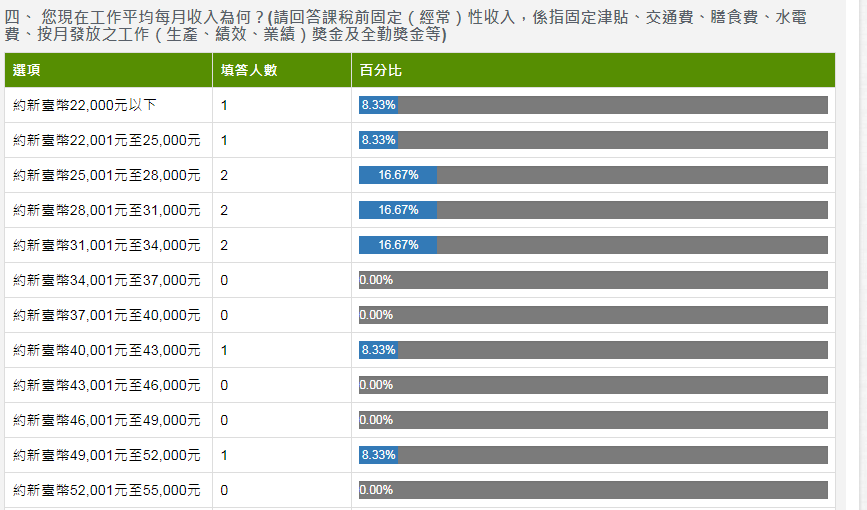 四、 您現在工作平均每月收入為何？(請回答課稅前固定（經常）性收入，係指固定津貼、交通費、膳食費、水電
費、按月發放之工作（生產、績效、業績）獎金及全勤獎金等)
選項 填答人數 百分比
約新臺幣22,000元以下 1 8.33%
約新臺幣22,001元至25,000元 1 8.33%
約新臺幣25,001元至28,000元 2 16.67%
約新臺幣28,001元至31,000元 2 16.67%
約新臺幣31,001元至34,000元 2 16.67%
約新臺幣34,001元至37,000元 0 0.00%
約新臺幣37,001元至40,000元 0 0.00%
約新臺幣40,001元至43,000元 1 8.33%
約新臺幣43,001元至46,000元 0 0.00%
約新臺幣46,001元至49,000元 0 0.00%
約新臺幣49,001元至52,000元 1 8.33%
約新臺幣52,001元至55,000元 0 0.00%